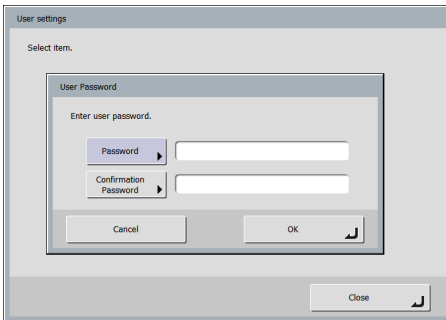 User settings
Select item.
User Password
Enter user password.
Password
Confirmation
Password
Cancel
OK
Close